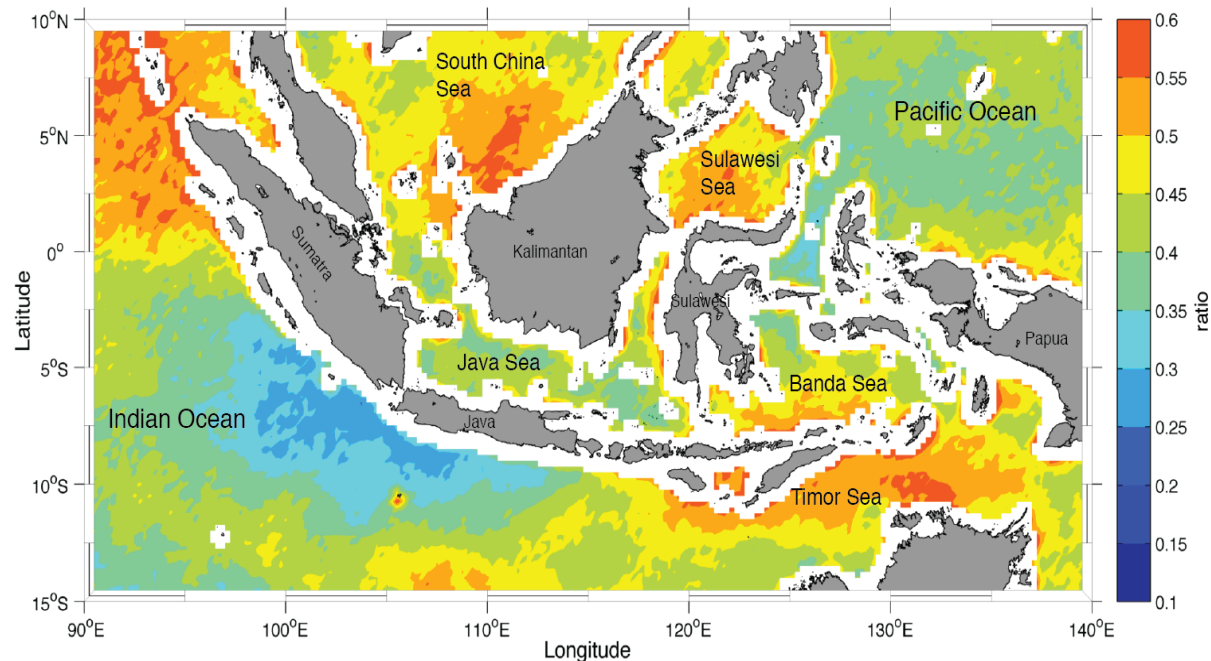 10°N
5°N
0°
5°S
10°S
15°S
Latitude
90°E
100°E
110°E
120°E
130°E
140°E
Longitude
South China
Sea
Pacific Ocean
Sulawesi
Sea
Sumatra
Kalimantan
Sulawesi
Papua
Java Sea
Banda Sea
Indian Ocean
Java
Timor Sea
0.6
0.55
0.5
0.45
0.4
0.35
0.3
0.25
0.2
0.15
0.1
ratio